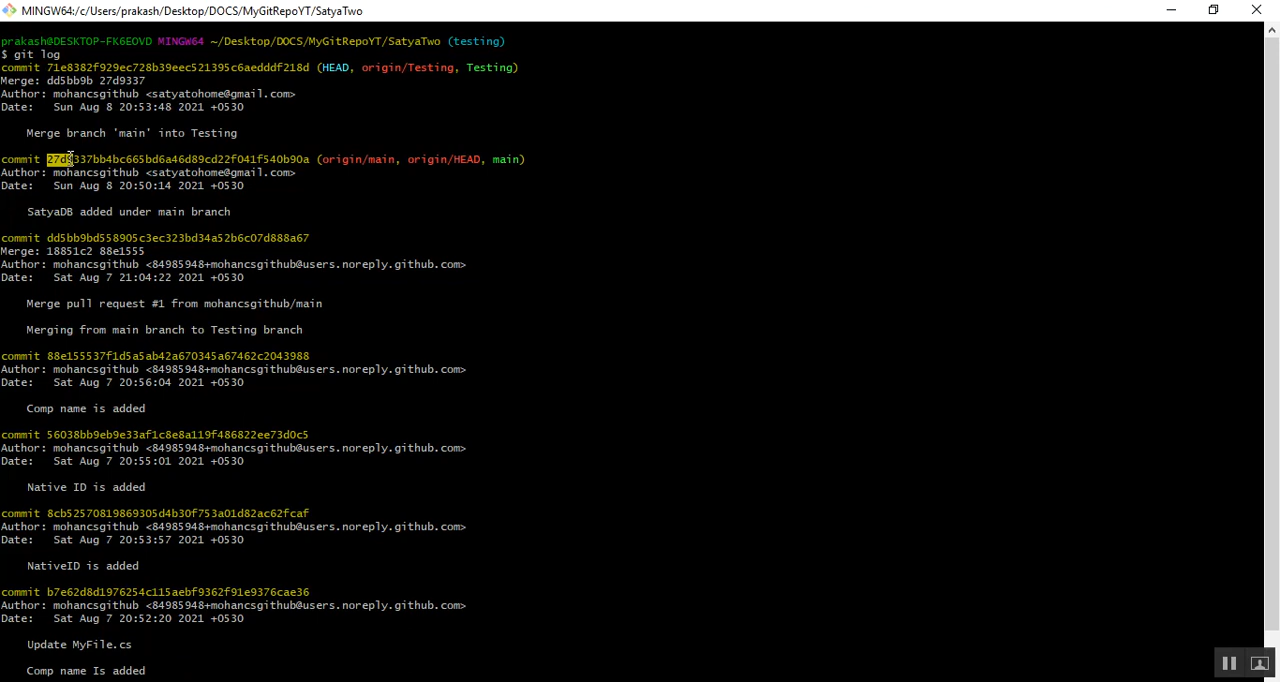 MINGW64:/c/Users/prakash/Desktop/DOCS/MyGitRepoYT/SatyaTwo
prakash@DESKTOP-FK6EOVD MINGW64 ~/Desktop/DOCS/MyGitRepoYT/SatyaTwo (testing)
$ git log
commit 71e8382f929ec728b39eec521395c6aedddf218d (HEAD, origin/Testing, Testing)
Merge: dd5bb9b 27d9337
Author: mohancsgithub <satyatohome@gmail.com>
Date:   Sun Aug 8 20:53:48 2021 +0530
Merge branch 'main' into Testing
commit 27d9337bb4bc665bd6a46d89cd22f041f540b90a (origin/main, origin/HEAD, main)
Author: mohancsgithub <satyatohome@gmail.com>
Date:   Sun Aug 8 20:50:14 2021 +0530
SatyaDB added under main branch
commit dd5bb9bd558905c3ec323bd34a52b6c07d888a67
Merge: 18851c2 88e1555
Author: mohancsgithub <84985948+mohancsgithub@users.noreply.github.com>
Date:   Sat Aug 7 21:04:22 2021 +0530
Merge pull request #1 from mohancsgithub/main
Merging from main branch to Testing branch
commit 88e155537f1d5a5ab42a670345a67462c2043988
Author: mohancsgithub <84985948+mohancsgithub@users.noreply.github.com>
Date:   Sat Aug 7 20:56:04 2021 +0530
Comp name is added
commit 56038bb9eb9e33af1c8e8a119f486822ee73d0c5
Author: mohancsgithub <84985948+mohancsgithub@users.noreply.github.com>
Date:   Sat Aug 7 20:55:01 2021 +0530
Native ID is added
commit 8cb52570819869305d4b30f753a01d82ac62fcaf
Author: mohancsgithub <84985948+mohancsgithub@users.noreply.github.com>
Date:   Sat Aug 7 20:53:57 2021 +0530
NativeID is added
commit b7e62d8d1976254c115aebf9362f91e9376cae36
Author: mohancsgithub <84985948+mohancsgithub@users.noreply.github.com>
Date:   Sat Aug 7 20:52:20 2021 +0530
Update MyFile.cs
Comp name Is added